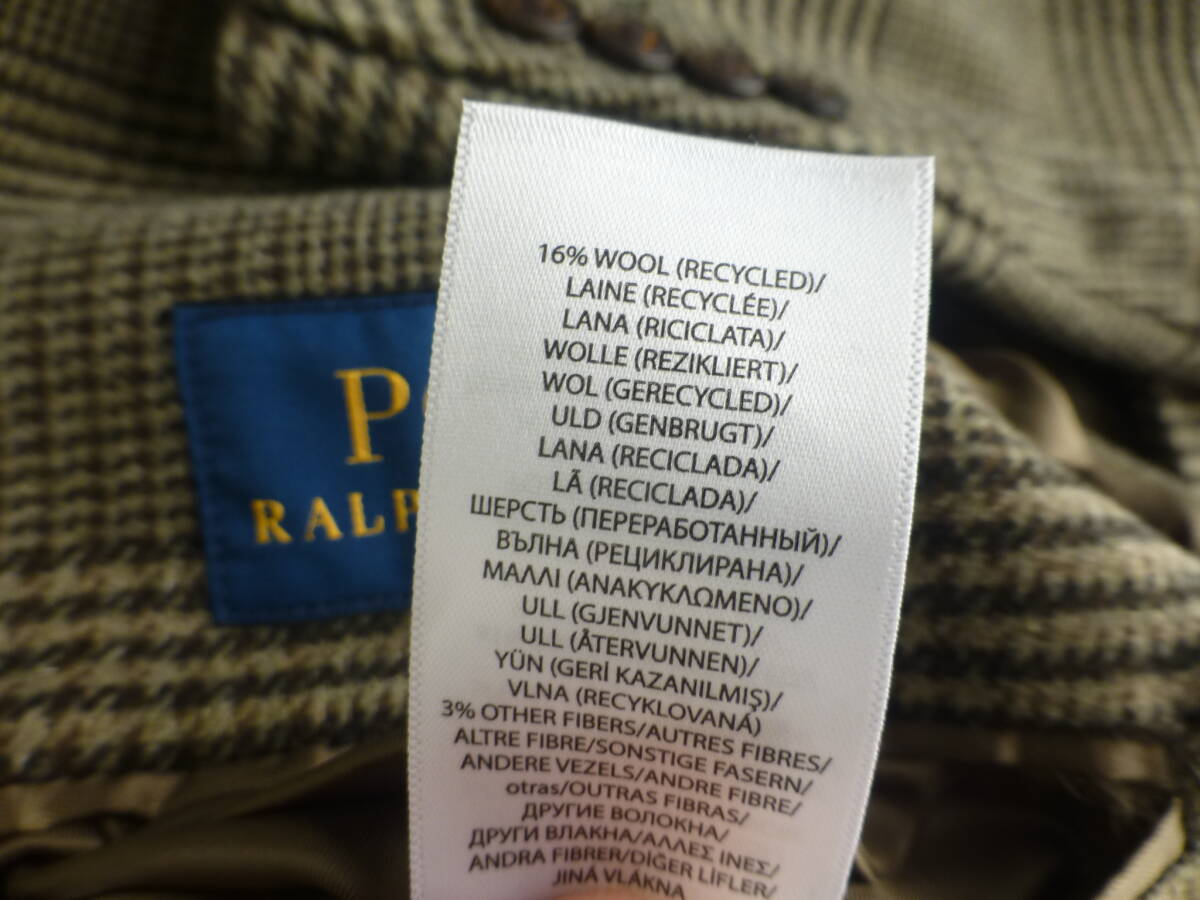 P
RALP
16% WOOL (RECYCLED)/
LAINE (RECYCLÉE)/
LANA (RICICLATA)/
WOLLE (REZIKLIERT)/
WOL (GERECYCLED)/
ULD (GENBRUGT)/
LANA (RECICLADA)/
LÃ (RECICLADA)/
ШЕРСТЬ (ПЕРЕРАБОТАННЫЙ)/
ВЪЛНА (РЕЦИКЛИРАНА)/
ΜΑΛΛΙ (ΑΝΑΚΥΚΛΩΜΕΝΟ)/
ULL (GJENVUNNET)/
ULL (ÅTERVUNNEN)/
YÜN (GERİ KAZANILMIŞ)/
VLNA (RECYKLOVANÁ)
3% OTHER FIBERS/AUTRES FIBRES/
ALTRE FIBRE/SONSTIGE FASERN/
ANDERE VEZELS/ANDRE FIBRE/
otras/OUTRAS FIBRAS/
ДРУГИЕ ВОЛОКНА/
ДРУГИ ВЛАКНА/ΑΛΛΕΣ ΙΝΕΣ/
ANDRA FIBRER/DİĞER LİFLER/
JINÁ VLÁKNA